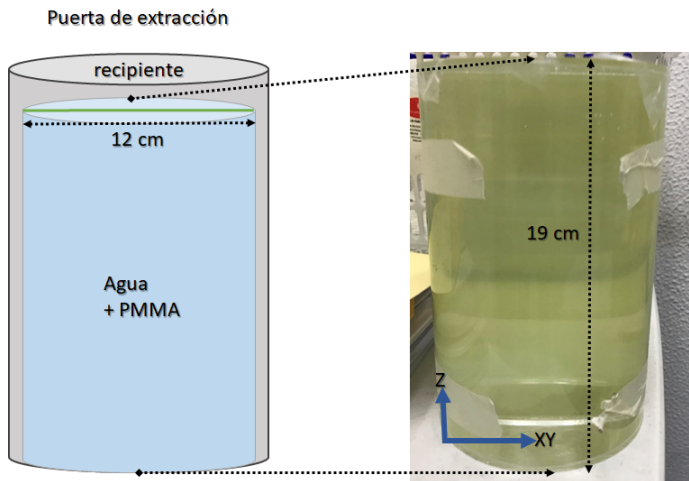 Puerta de extracción
recipiente
12 cm
Agua
+ PMMA
19 cm
Z
XY